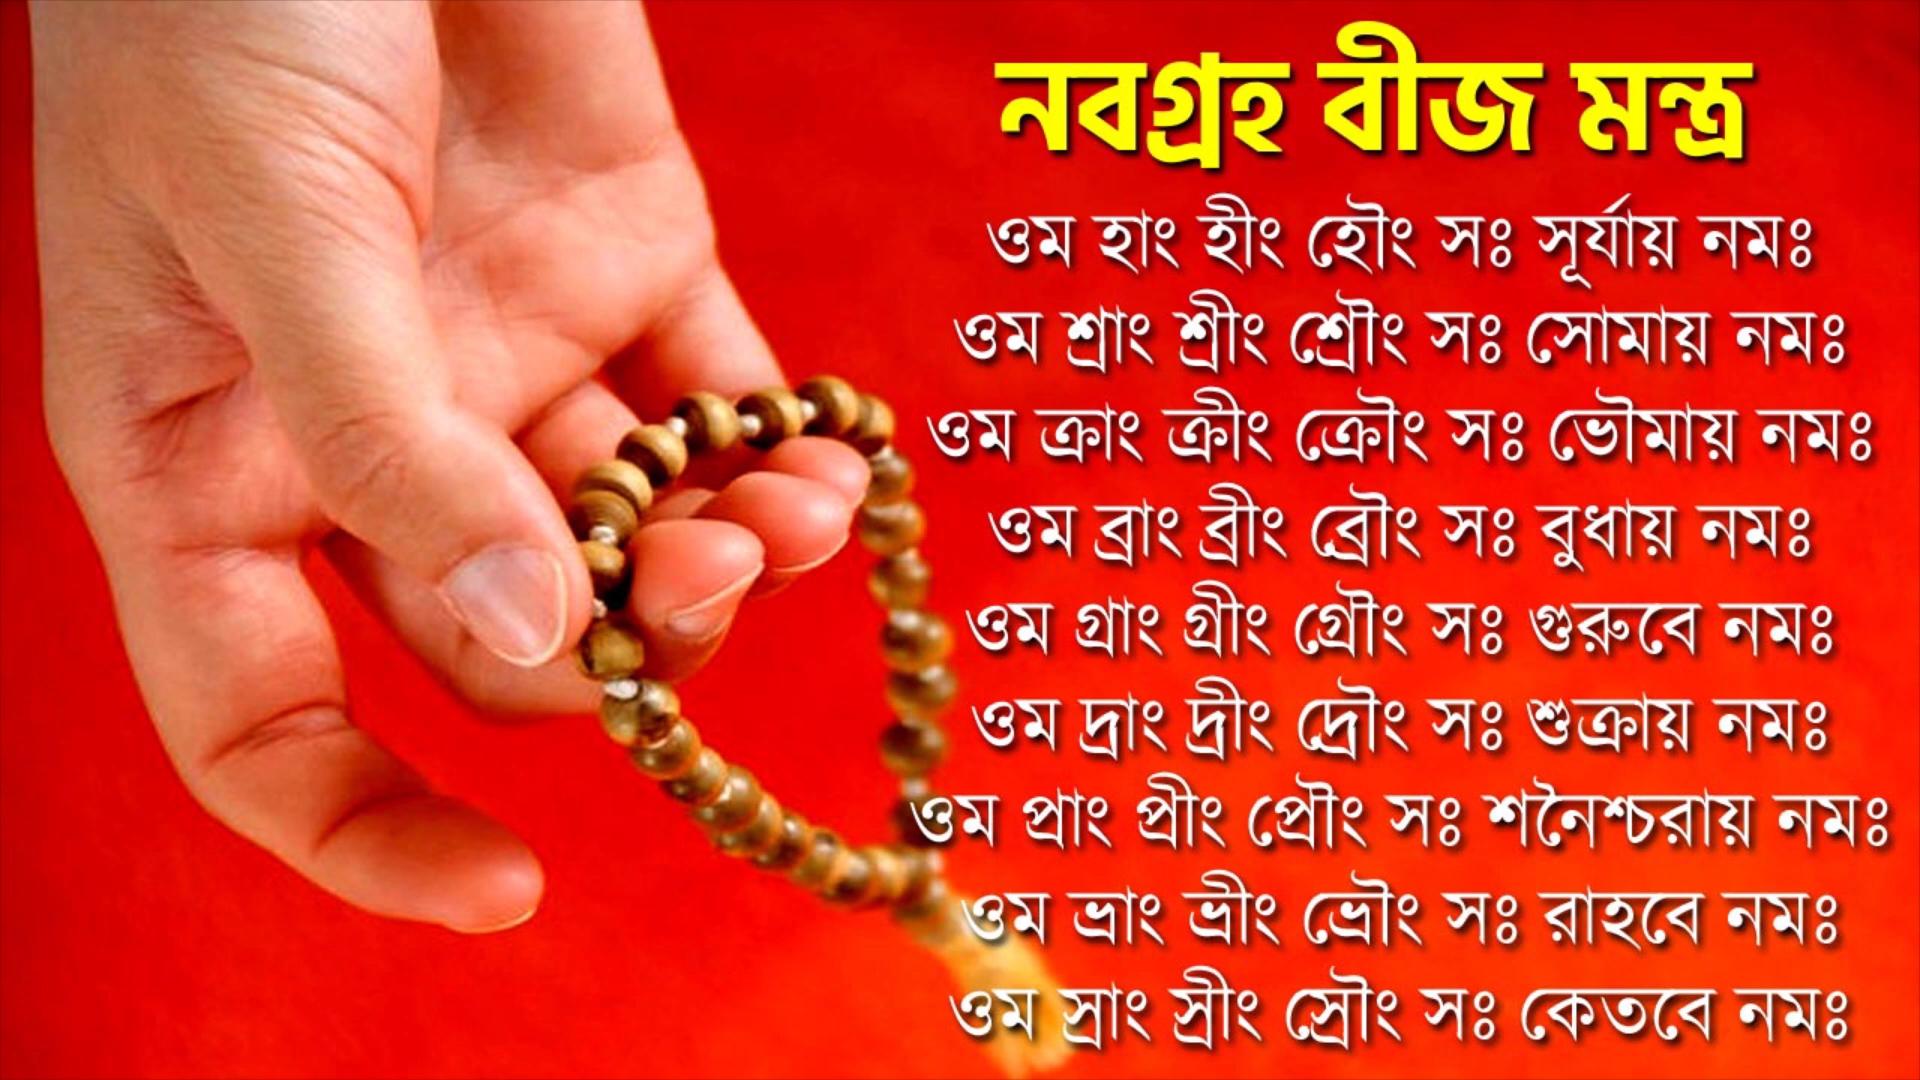 নবগ্রহ বীজ মন্ত্র
ওম হাং হীং হৌং সঃ সূর্যায় নমঃ
ওম শ্রাং শ্রীং শ্রৌং সঃ সোমায় নমঃ
ওম ক্রাং ক্রীং ক্রৌং সঃ ভৌমায় নমঃ
ওম ব্রাং ব্রীং ব্রৌং সঃ বুধায় নমঃ
ওম গ্রাং গ্রীং গ্রৌং সঃ গুরুবে নমঃ
ওম দ্রাং দ্রীং দ্রৌং সঃ শুক্রায় নমঃ
ওম প্রাং প্রীং প্রৌং সঃ শনৈশ্চরায় নমঃ
ওম ভ্রাং ভ্রীং ভ্রৌং সঃ রাহবে নমঃ
ওম স্রাং স্রীং স্রৌং সঃ কেতবে নমঃ